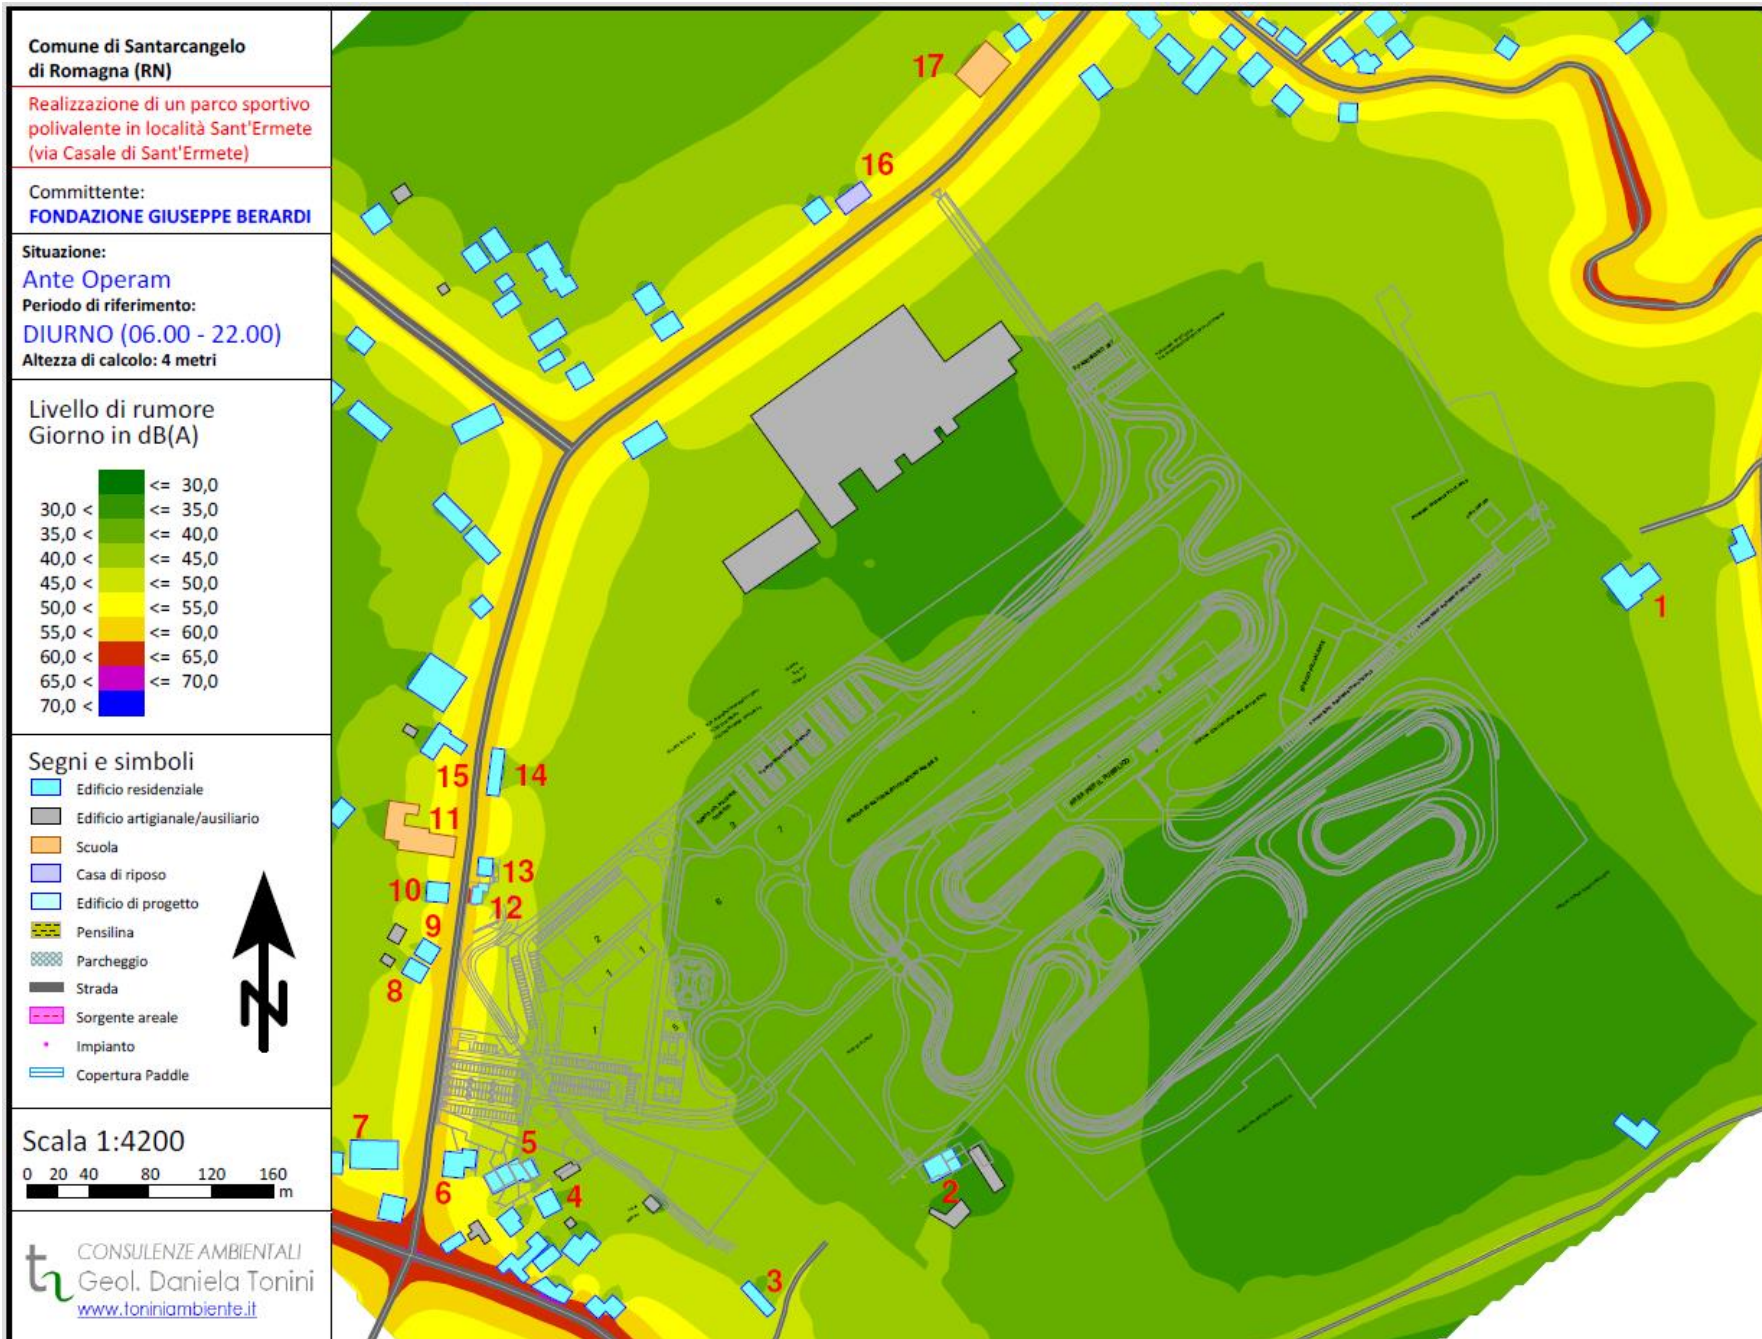 Comune di Santarcangelo
di Romagna (RN)
Realizzazione di un parco sportivo
polivalente in località Sant'Ermete
(via Casale di Sant'Ermete)
Committente:
FONDAZIONE GIUSEPPE BERARDI
Situazione:
Ante Operam
Periodo di riferimento:
DIURNO (06.00 - 22.00)
Altezza di calcolo: 4 metri
Livello di rumore
Giorno in dB(A)
<= 30,0
30,0 < <= 35,0
35,0 < <= 40,0
40,0 < <= 45,0
45,0 < <= 50,0
50,0 < <= 55,0
55,0 < <= 60,0
60,0 < <= 65,0
65,0 < <= 70,0
70,0 <
Segni e simboli
Edificio residenziale
Edificio artigianale/ausiliario
Scuola
Casa di riposo
Edificio di progetto
Pensilina
Parcheggio
Strada
Sorgente areale
Impianto
Copertura Paddle
N
Scala 1:4200
0 20 40 80 120 160
m
CONSULENZE AMBIENTALI
Geol. Daniela Tonini
www.toniniambiente.it
17
16
1
15
14
11
13
10
12
9
8
7
5
6
4
2
3
2
1
1
1
6